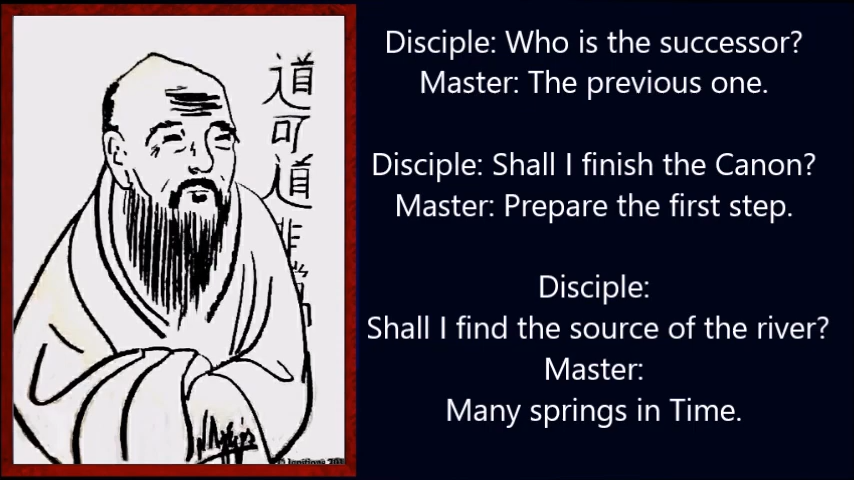 道可道
非常
Disciple: Who is the successor?
Master: The previous one.
Disciple: Shall I finish the Canon?
Master: Prepare the first step.
Disciple:
Shall I find the source of the river?
Master:
Many springs in Time.